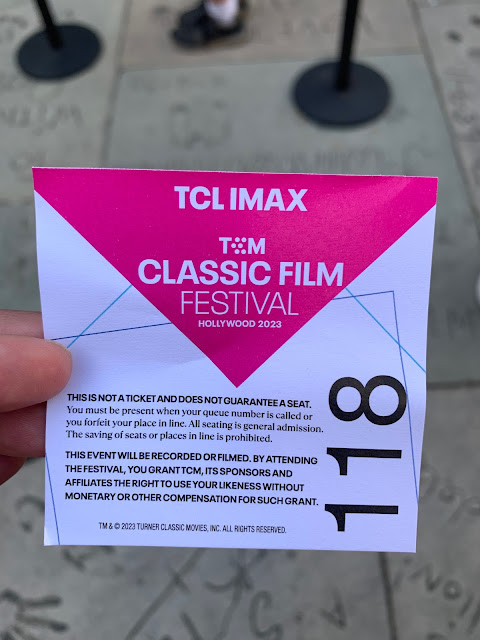 TCL IMAX
TCM
CLASSIC FILM
FESTIVAL
HOLLYWOOD 2023
THIS IS NOT A TICKET AND DOES NOT GUARANTEE A SEAT.
You must be present when your queue number is called or
you forfeit your place in line. All seating is general admission.
The saving of seats or places in line is prohibited.
THIS EVENT WILL BE RECORDED OR FILMED. BY ATTENDING
THE FESTIVAL, YOU GRANT TCM, ITS SPONSORS AND
AFFILIATES THE RIGHT TO USE YOUR LIKENESS WITHOUT
MONETARY OR OTHER COMPENSATION FOR SUCH GRANT.
118
TM & © 2023 TURNER CLASSIC MOVIES, INC. ALL RIGHTS RESERVED.